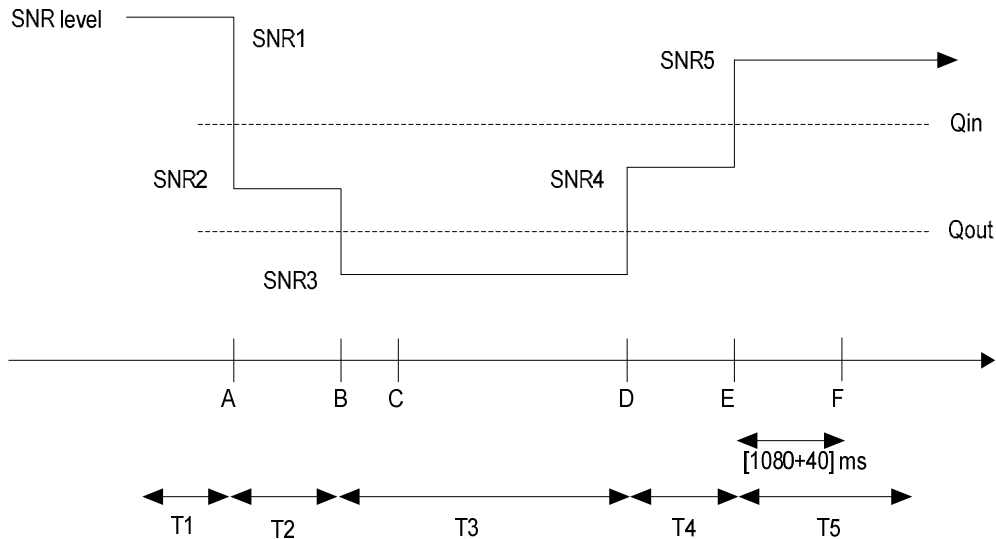 SNR level
SNR1
SNR5
Qin
SNR2
SNR4
Qout
SNR3
A B C D E F
[1080+40] ms
T1 T2 T3 T4 T5